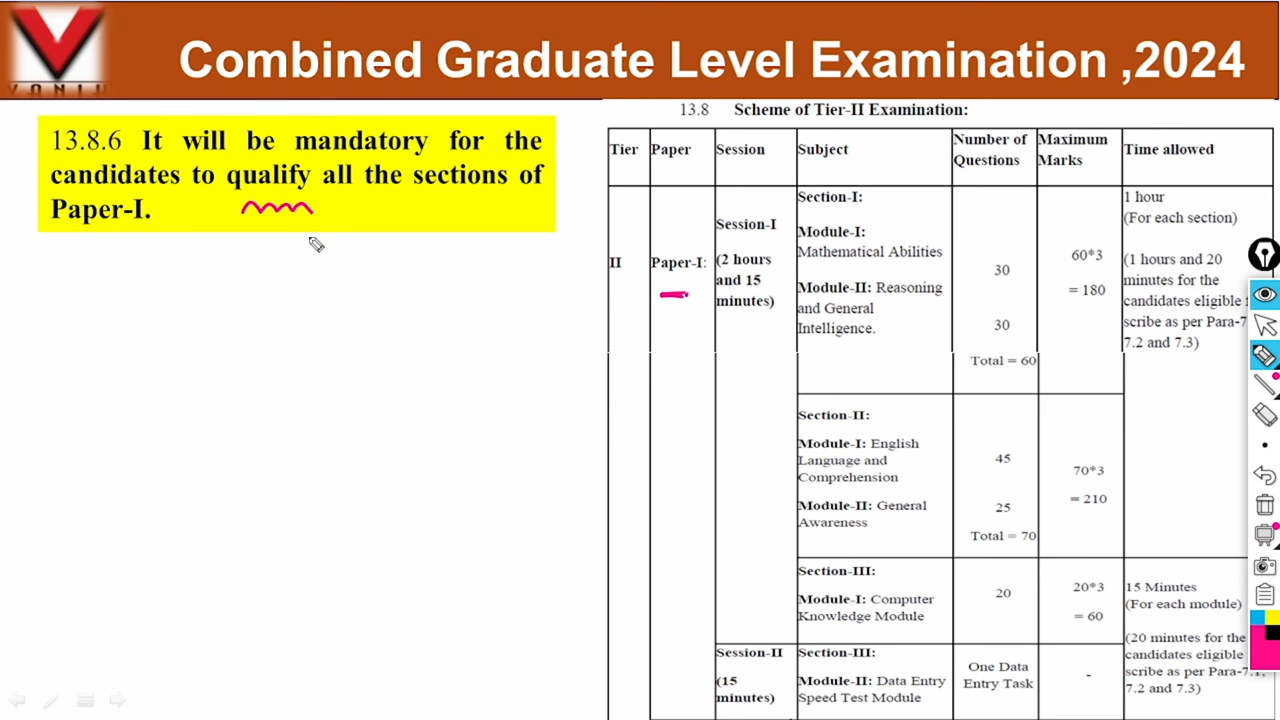 VANIJ
Combined Graduate Level Examination ,2024
13.8.6 It will be mandatory for the
candidates to qualify all the sections of
Paper-I.
13.8 Scheme of Tier-II Examination:
Tier Paper Session Subject Number of Questions Maximum Marks Time allowed
II
Paper-I:
Session-I
(2 hours
and 15
minutes)
Section-I:
Module-I:
Mathematical Abilities
Module-II: Reasoning
and General
Intelligence.
30
30
Total = 60
60*3
= 180
1 hour
(For each section)
(1 hours and 20
minutes for the
candidates eligible
scribe as per Para-7
7.2 and 7.3)
Section-II:
Module-I: English
Language and
Comprehension
Module-II: General
Awareness
45
25
Total = 70
70*3
= 210
Section-III:
Module-I: Computer
Knowledge Module
20
20*3
= 60
15 Minutes
(For each module)
(20 minutes for the
candidates eligible
scribe as per Para-7.1,
7.2 and 7.3)
Session-II
(15
minutes)
Section-III:
Module-II: Data Entry
Speed Test Module
One Data
Entry Task
-